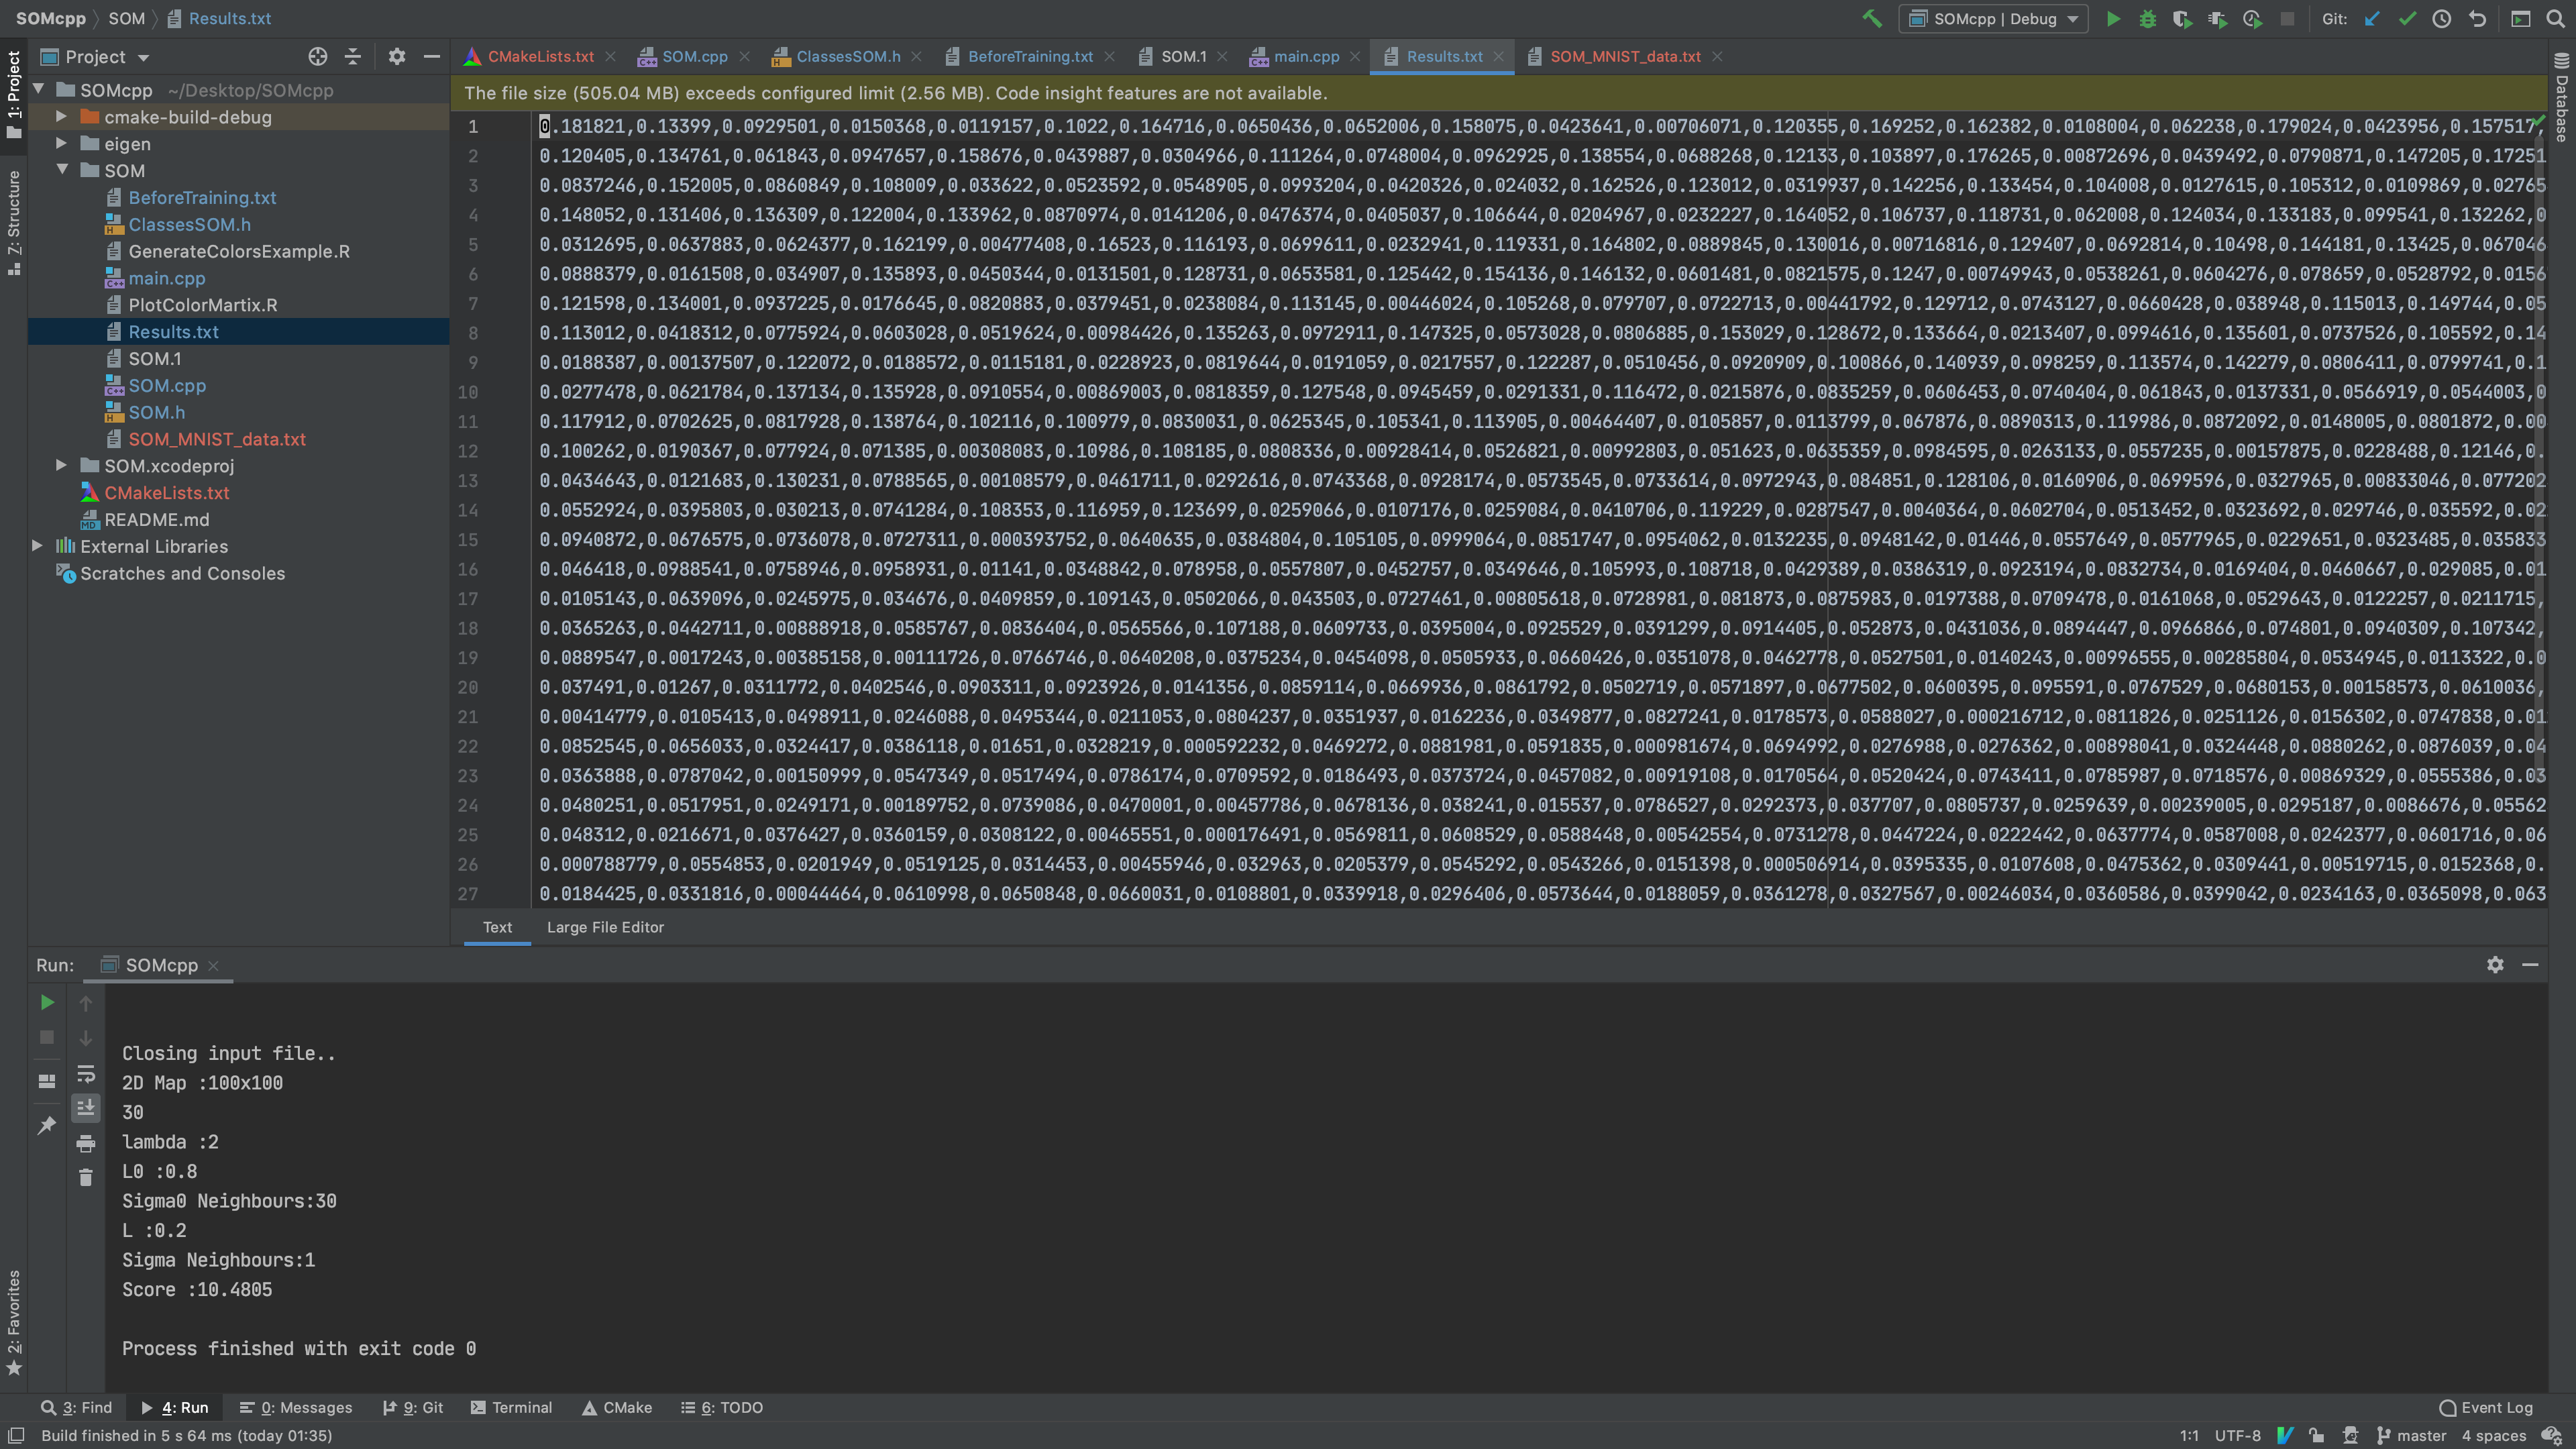 SOMcpp SOM Results.txt
SOMcpp | Debug
Git:
Project
CMakeLists.txt SOM.cpp ClassesSOM.h BeforeTraining.txt SOM.1 main.cpp Results.txt SOM_MNIST_data.txt
The file size (505.04 MB) exceeds configured limit (2.56 MB). Code insight features are not available.
1: Project
Z: Structure
2: Favorites
Database
SOMcpp ~/Desktop/SOMcpp
cmake-build-debug
eigen
SOM
BeforeTraining.txt
ClassesSOM.h
GenerateColorsExample.R
main.cpp
PlotColorMartix.R
Results.txt
SOM.1
SOM.cpp
SOM.h
SOM_MNIST_data.txt
SOM.xcodeproj
CMakeLists.txt
README.md
External Libraries
Scratches and Consoles
1 0.181821,0.13399,0.0929501,0.0150368,0.0119157,0.1022,0.164716,0.0650436,0.0652006,0.158075,0.0423641,0.00706071,0.120355,0.169252,0.162382,0.0108004,0.062238,0.179024,0.0423956,0.157517,
2 0.120405,0.134761,0.061843,0.0947657,0.158676,0.0439887,0.0304966,0.111264,0.0748004,0.0962925,0.138554,0.0688268,0.12133,0.103897,0.176265,0.00872696,0.0439492,0.0790871,0.147205,0.17251
3 0.0837246,0.152005,0.0860849,0.108009,0.033622,0.0523592,0.0548905,0.0993204,0.0420326,0.024032,0.162526,0.123012,0.0319937,0.142256,0.133454,0.104008,0.0127615,0.105312,0.0109869,0.02765
4 0.148052,0.131406,0.136309,0.122004,0.133962,0.0870974,0.0141206,0.0476374,0.0405037,0.106644,0.0204967,0.0232227,0.164052,0.106737,0.118731,0.062008,0.124034,0.133183,0.099541,0.132262,0
5 0.0312695,0.0637883,0.0624377,0.162199,0.00477408,0.16523,0.116193,0.0699611,0.0232941,0.119331,0.164802,0.0889845,0.130016,0.00716816,0.129407,0.0692814,0.10498,0.144181,0.13425,0.067046
6 0.0888379,0.0161508,0.034907,0.135893,0.0450344,0.0131501,0.128731,0.0653581,0.125442,0.154136,0.146132,0.0601481,0.0821575,0.1247,0.00749943,0.0538261,0.0604276,0.078659,0.0528792,0.0156
7 0.121598,0.134001,0.0937225,0.0176645,0.0820883,0.0379451,0.0238084,0.113145,0.00446024,0.105268,0.079707,0.0722713,0.00441792,0.129712,0.0743127,0.0660428,0.038948,0.115013,0.149744,0.05
8 0.113012,0.0418312,0.0775924,0.0603028,0.0519624,0.00984426,0.135263,0.0972911,0.147325,0.0573028,0.0806885,0.153029,0.128672,0.133664,0.0213407,0.0994616,0.135601,0.0737526,0.105592,0.14
9 0.0188387,0.00137507,0.122072,0.0188572,0.0115181,0.0228923,0.0819644,0.0191059,0.0217557,0.122287,0.0510456,0.0920909,0.100866,0.140939,0.098259,0.113574,0.142279,0.0806411,0.0799741,0.1
10 0.0277478,0.0621784,0.137134,0.135928,0.0910554,0.00869003,0.0818359,0.127548,0.0945459,0.0291331,0.116472,0.0215876,0.0835259,0.0606453,0.0740404,0.061843,0.0137331,0.0566919,0.0544003,0
11 0.117912,0.0702625,0.0817928,0.138764,0.102116,0.100979,0.0830031,0.0625345,0.105341,0.113905,0.00464407,0.0105857,0.0113799,0.067876,0.0890313,0.119986,0.0872092,0.0148005,0.0801872,0.00
12 0.100262,0.0190367,0.077924,0.071385,0.00308083,0.10986,0.108185,0.0808336,0.00928414,0.0526821,0.00992803,0.051623,0.0635359,0.0984595,0.0263133,0.0557235,0.00157875,0.0228488,0.12146,0.
13 0.0434643,0.0121683,0.130231,0.0788565,0.00108579,0.0461711,0.0292616,0.0743368,0.0928174,0.0573545,0.0733614,0.0972943,0.084851,0.128106,0.0160906,0.0699596,0.0327965,0.00833046,0.077202
14 0.0552924,0.0395803,0.030213,0.0741284,0.108353,0.116959,0.123699,0.0259066,0.0107176,0.0259084,0.0410706,0.119229,0.0287547,0.0040364,0.0602704,0.0513452,0.0323692,0.029746,0.035592,0.02
15 0.0940872,0.0676575,0.0736078,0.0727311,0.000393752,0.0640635,0.0384804,0.105105,0.0999064,0.0851747,0.0954062,0.0132235,0.0948142,0.01446,0.0557649,0.0577965,0.0229651,0.0323485,0.035833
16 0.046418,0.0988541,0.0758946,0.0958931,0.01141,0.0348842,0.078958,0.0557807,0.0452757,0.0349646,0.105993,0.108718,0.0429389,0.0386319,0.0923194,0.0832734,0.0169404,0.0460667,0.029085,0.01
17 0.0105143,0.0639096,0.0245975,0.034676,0.0409859,0.109143,0.0502066,0.043503,0.0727461,0.00805618,0.0728981,0.081873,0.0875983,0.0197388,0.0709478,0.0161068,0.0529643,0.0122257,0.0211715,
18 0.0365263,0.0442711,0.00888918,0.0585767,0.0836404,0.0565566,0.107188,0.0609733,0.0395004,0.0925529,0.0391299,0.0914405,0.052873,0.0431036,0.0894447,0.0966866,0.074801,0.0940309,0.107342,
19 0.0889547,0.0017243,0.00385158,0.00111726,0.0766746,0.0640208,0.0375234,0.0454098,0.0505933,0.0660426,0.0351078,0.0462778,0.0527501,0.0140243,0.00996555,0.00285804,0.0534945,0.0113322,0.0
20 0.037491,0.01267,0.0311772,0.0402546,0.0903311,0.0923926,0.0141356,0.0859114,0.0669936,0.0861792,0.0502719,0.0571897,0.0677502,0.0600395,0.095591,0.0767529,0.0680153,0.00158573,0.0610036,
21 0.00414779,0.0105413,0.0498911,0.0246088,0.0495344,0.0211053,0.0804237,0.0351937,0.0162236,0.0349877,0.0827241,0.0178573,0.0588027,0.000216712,0.0811826,0.0251126,0.0156302,0.0747838,0.01
22 0.0852545,0.0656033,0.0324417,0.0386118,0.01651,0.0328219,0.000592232,0.0469272,0.0881981,0.0591835,0.000981674,0.0694992,0.0276988,0.0276362,0.00898041,0.0324448,0.0880262,0.0876039,0.04
23 0.0363888,0.0787042,0.00150999,0.0547349,0.0517494,0.0786174,0.0709592,0.0186493,0.0373724,0.0457082,0.00919108,0.0170564,0.0520424,0.0743411,0.0785987,0.0718576,0.00869329,0.0555386,0.03
24 0.0480251,0.0517951,0.0249171,0.00189752,0.0739086,0.0470001,0.00457786,0.0678136,0.038241,0.015537,0.0786527,0.0292373,0.037707,0.0805737,0.0259639,0.00239005,0.0295187,0.0086676,0.05562
25 0.048312,0.0216671,0.0376427,0.0360159,0.0308122,0.00465551,0.000176491,0.0569811,0.0608529,0.0588448,0.00542554,0.0731278,0.0447224,0.0222442,0.0637774,0.0587008,0.0242377,0.0601716,0.06
26 0.000788779,0.0554853,0.0201949,0.0519125,0.0314453,0.00455946,0.032963,0.0205379,0.0545292,0.0543266,0.0151398,0.000506914,0.0395335,0.0107608,0.0475362,0.0309441,0.00519715,0.0152368,0.
27 0.0184425,0.0331816,0.00044464,0.0610998,0.0650848,0.0660031,0.0108801,0.0339918,0.0296406,0.0573644,0.0188059,0.0361278,0.0327567,0.00246034,0.0360586,0.0399042,0.0234163,0.0365098,0.063
Text Large File Editor
Run: SOMcpp
Closing input file..
2D Map :100x100
30
lambda :2
L0 :0.8
Sigma0 Neighbours:30
L :0.2
Sigma Neighbours:1
Score :10.4805
Process finished with exit code 0
3: Find 4: Run 0: Messages 9: Git Terminal CMake 6: TODO Event Log
Build finished in 5 s 64 ms (today 01:35) 1:1 UTF-8 master 4 spaces